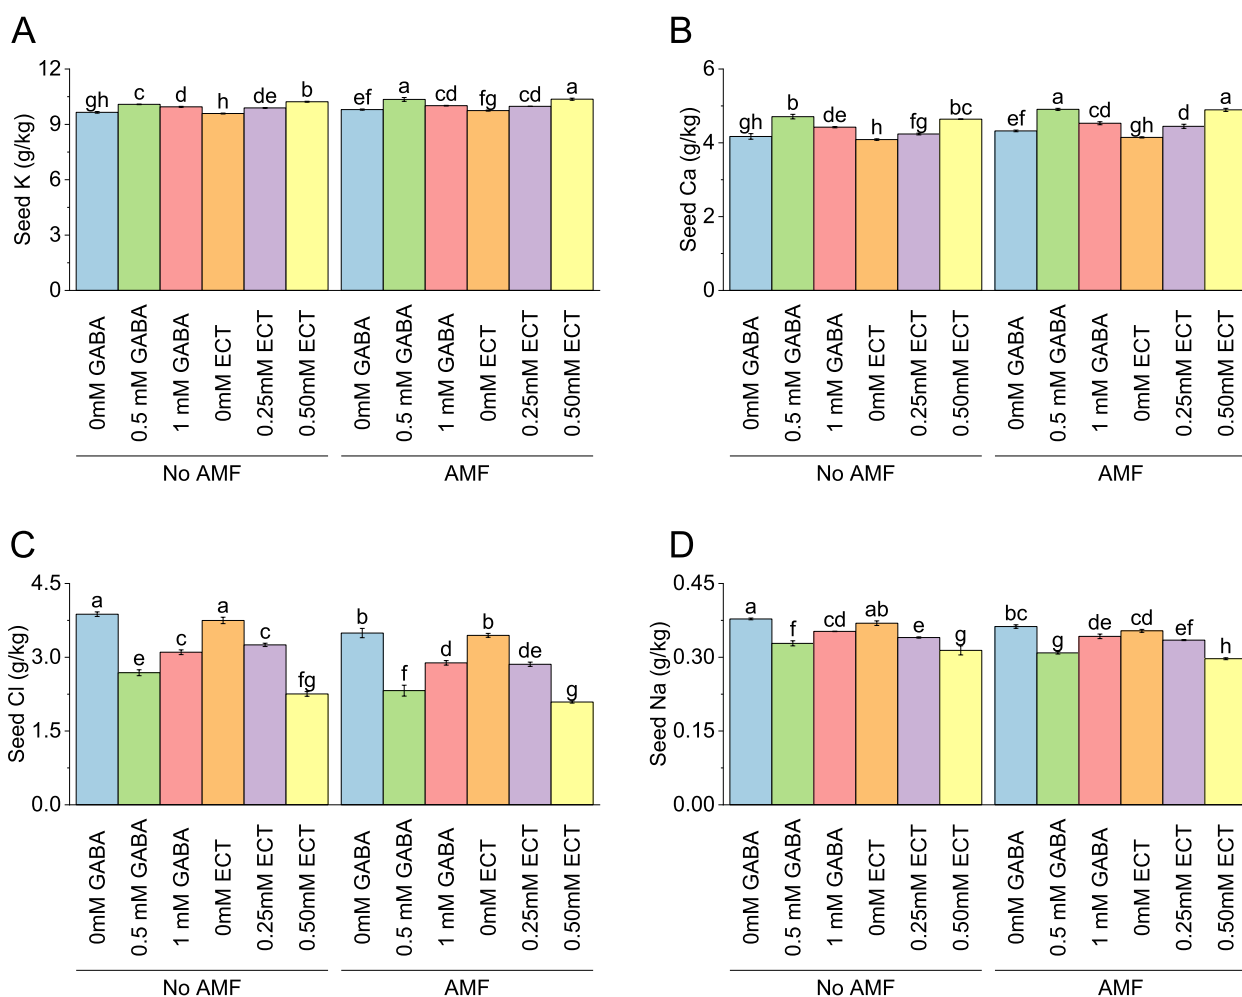 A
Seed K (g/kg)
12
9
6
3
0
gh c d h de b ef a cd fg cd a
0mM GABA
0.5 mM GABA
1 mM GABA
0mM ECT
0.25mM ECT
0.50mM ECT
0mM GABA
0.5 mM GABA
1 mM GABA
0mM ECT
0.25mM ECT
0.50mM ECT
No AMF
AMF
B
Seed Ca (g/kg)
6
4
2
0
gh b de h fg bc ef a cd gh d a
0mM GABA
0.5 mM GABA
1 mM GABA
0mM ECT
0.25mM ECT
0.50mM ECT
0mM GABA
0.5 mM GABA
1 mM GABA
0mM ECT
0.25mM ECT
0.50mM ECT
No AMF
AMF
C
Seed Cl (g/kg)
4.5
3.0
1.5
0.0
a e c a c fg b f d b de g
0mM GABA
0.5 mM GABA
1 mM GABA
0mM ECT
0.25mM ECT
0.50mM ECT
0mM GABA
0.5 mM GABA
1 mM GABA
0mM ECT
0.25mM ECT
0.50mM ECT
No AMF
AMF
D
Seed Na (g/kg)
0.45
0.30
0.15
0.00
a f cd ab e g bc g de cd ef h
0mM GABA
0.5 mM GABA
1 mM GABA
0mM ECT
0.25mM ECT
0.50mM ECT
0mM GABA
0.5 mM GABA
1 mM GABA
0mM ECT
0.25mM ECT
0.50mM ECT
No AMF
AMF